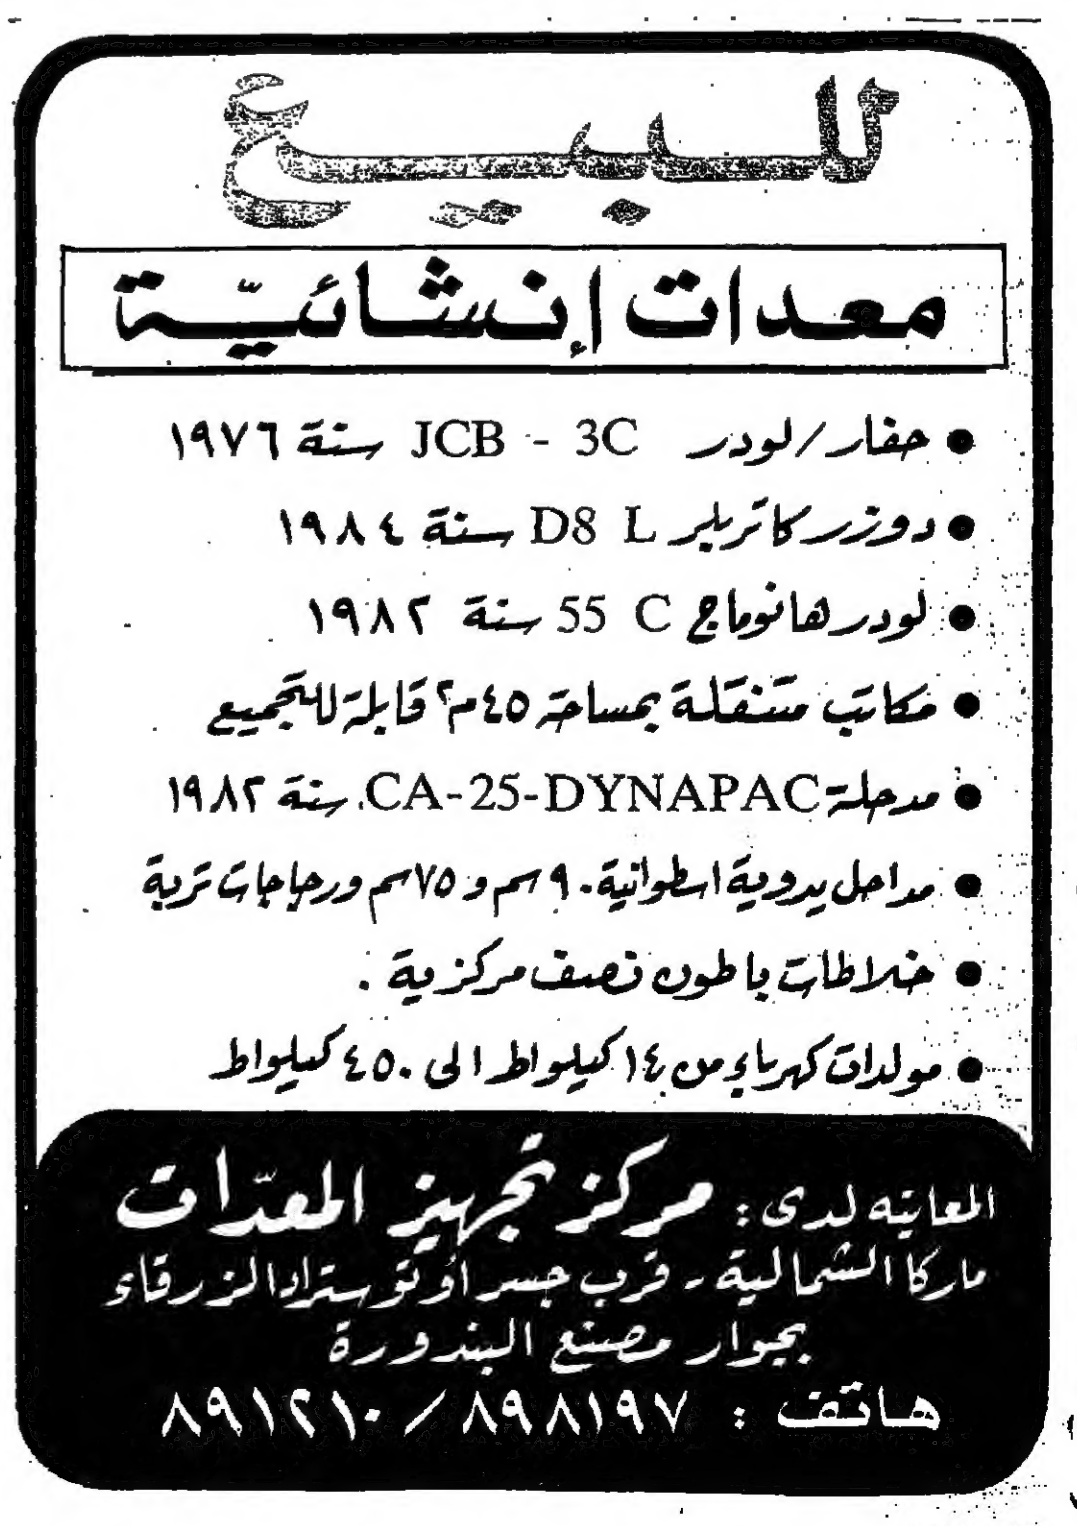 للبيع
معدات إنشائيّة
• حفار/لودر JCB - 3C سنة ١٩٧٦
• دوزر كاتربلر D8 L سنة ١٩٨٤
• لودر هانوماج 55 C سنة ١٩٨٢
• مكاتب متنقلة بمساحة ٤٥م٢ قابلة للتجميع
• مدحلة CA-25-DYNAPAC سنة ١٩٨٢
• مداحل يدوية اسطوانية ٩٠سم و ٧٥سم ورجاجات تربة
• خلاطات باطون نصف مركزية .
• مولدات كهرباء من ١٤ كيلواط الى ٤٥٠ كيلواط
المعاينه لدى : مركز تجهيز المعدّات
ماركا الشمالية - قرب جسر أوتوستراد الزرقاء
بجوار مصنع البندورة
هاتف : ٨٩٨١٩٧ / ٨٩١٢١٠